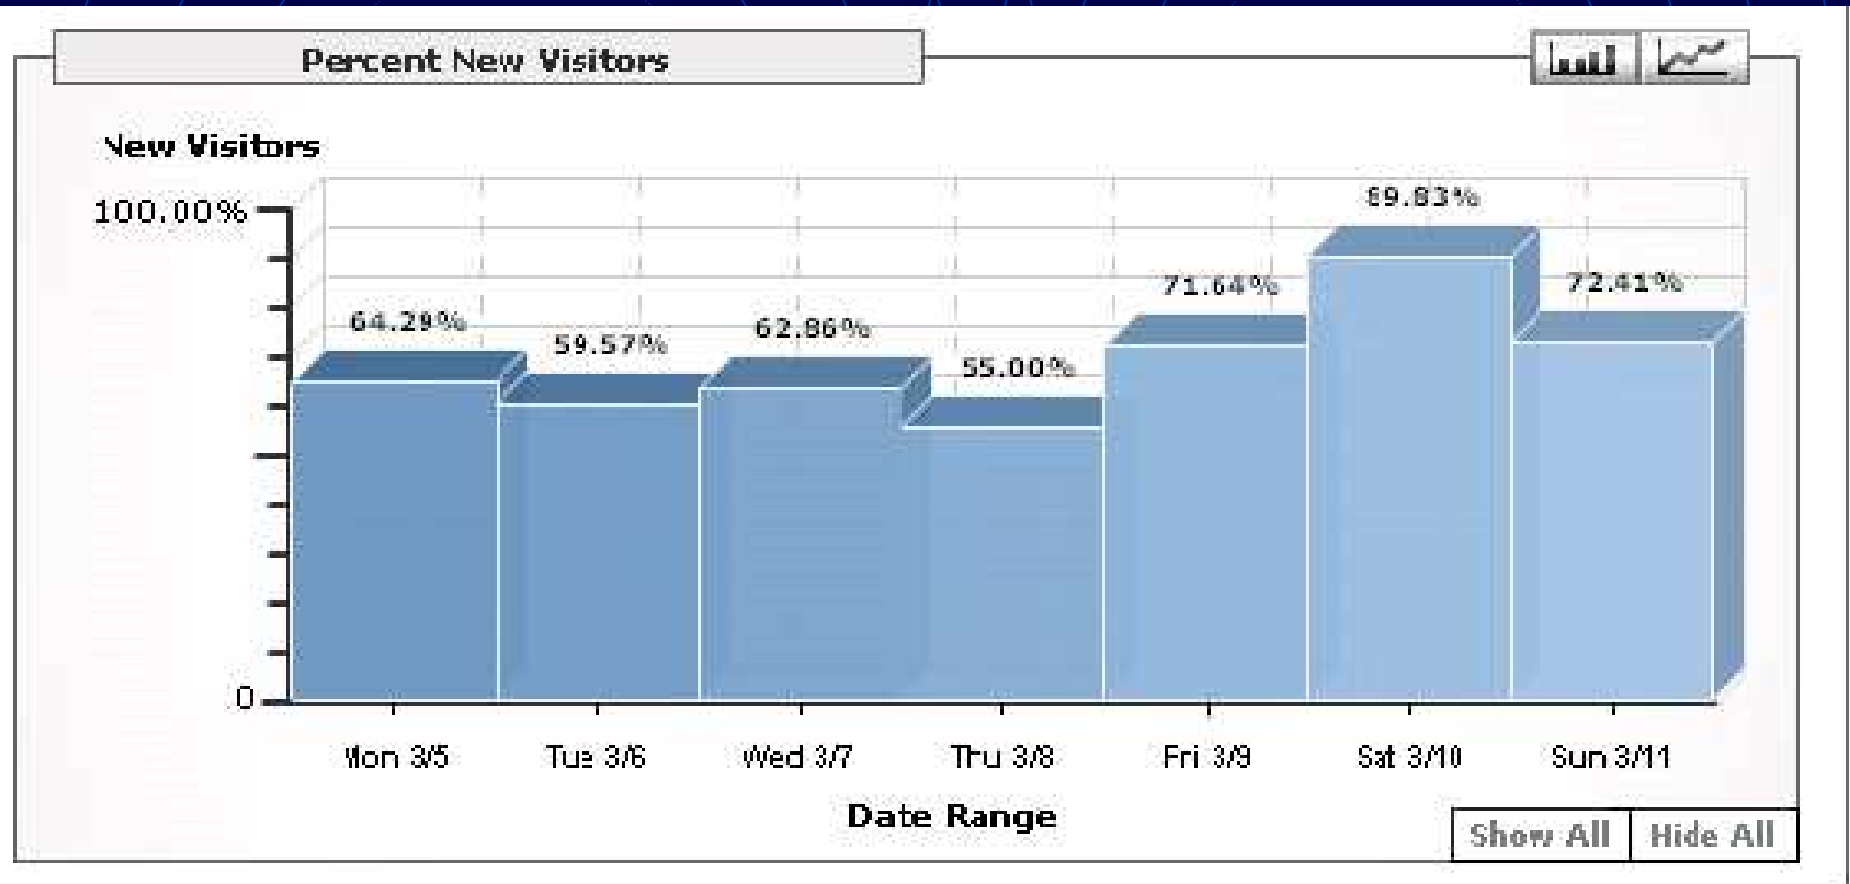 Percent New Visitors
New Visitors
100.00%
89.83%
71.64%
72.41%
64.29%
59.57%
62.86%
55.00%
0
Mon 3/5 Tue 3/6 Wed 3/7 Thu 3/8 Fri 3/9 Sat 3/10 Sun 3/11
Date Range
Show All Hide All